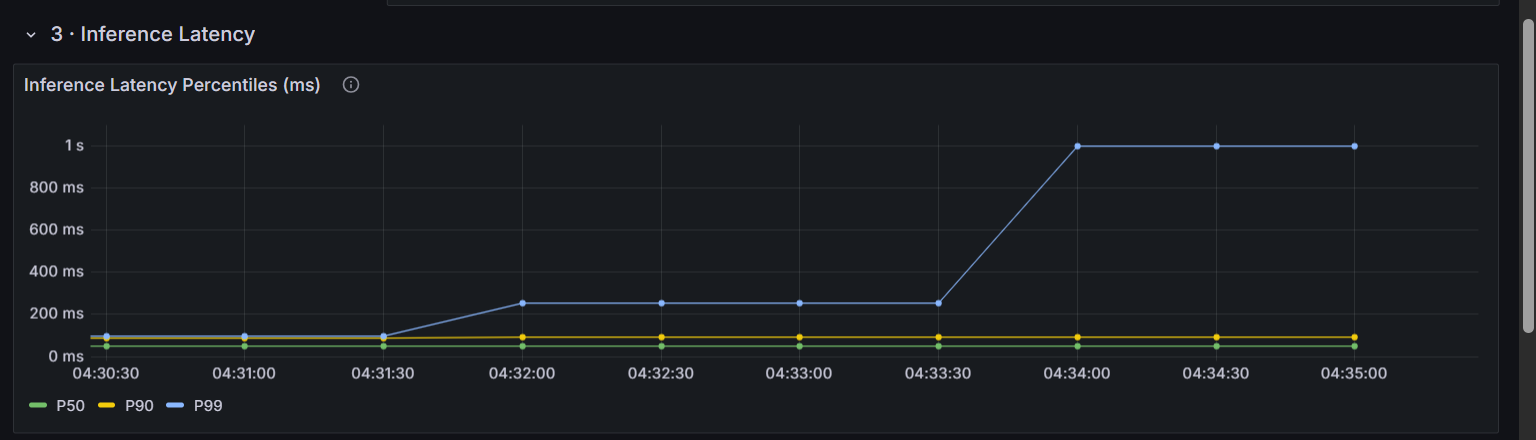 3 · Inference Latency
Inference Latency Percentiles (ms)
1 s
800 ms
600 ms
400 ms
200 ms
0 ms
04:30:30 04:31:00 04:31:30 04:32:00 04:32:30 04:33:00 04:33:30 04:34:00 04:34:30 04:35:00
P50 P90 P99